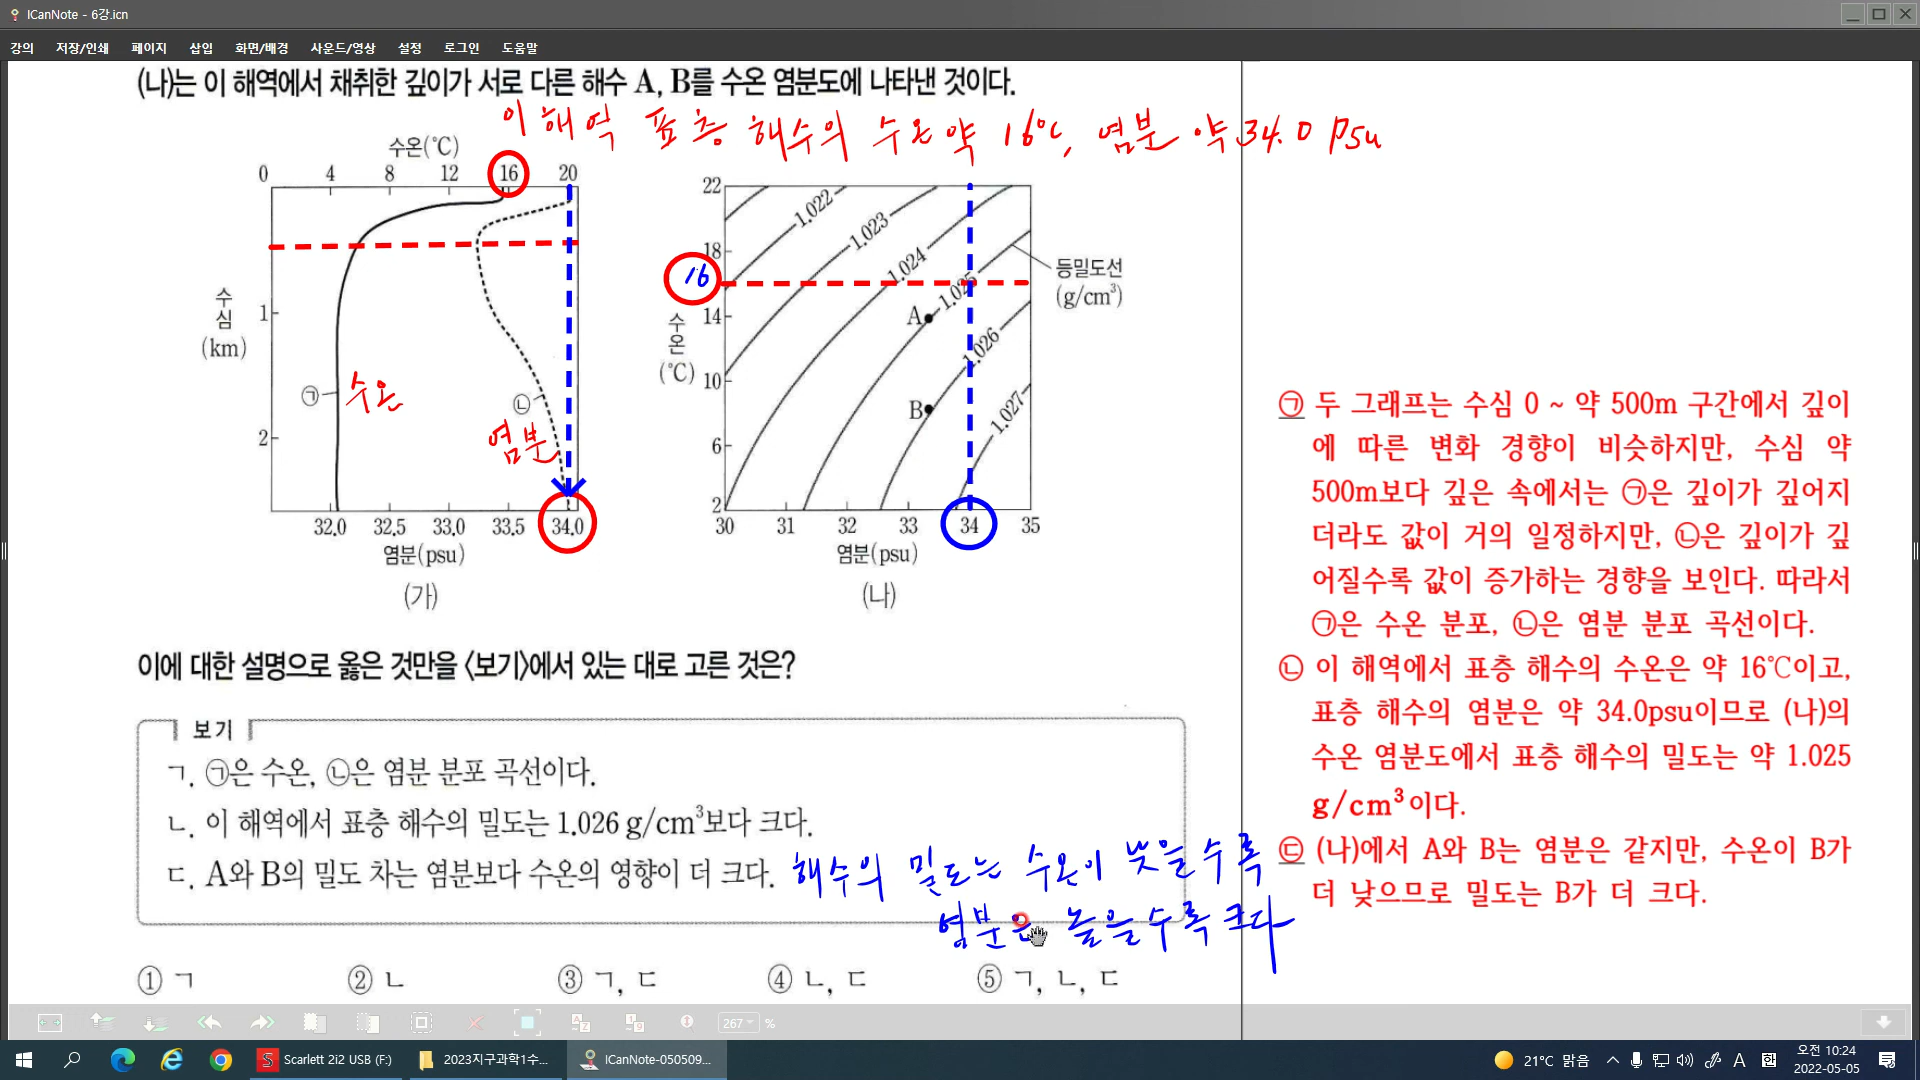 ICanNote - 6강.icn
강의 저장/인쇄 페이지 삽입 화면/배경 사운드/영상 설정 로그인 도움말
(나)는 이 해역에서 채취한 깊이가 서로 다른 해수 A, B를 수온 염분도에 나타낸 것이다.
이 해역 표층 해수의 수온 약 16℃, 염분 약 34.0 psu
수온(℃)
0 4 8 12 16 20
수심
(km)
1
2
㉠
수온
㉡
염분
32.0 32.5 33.0 33.5 34.0
염분(psu)
(가)
22
18
16
14
10
6
2
수온
(℃)
1.022
1.023
1.024
1.025
1.026
1.027
A
B
등밀도선
(g/cm³)
30 31 32 33 34 35
염분(psu)
(나)
이에 대한 설명으로 옳은 것만을 〈보기〉에서 있는 대로 고른 것은?
보기
ㄱ. ㉠은 수온, ㉡은 염분 분포 곡선이다.
ㄴ. 이 해역에서 표층 해수의 밀도는 1.026 g/cm³보다 크다.
ㄷ. A와 B의 밀도 차는 염분보다 수온의 영향이 더 크다.
해수의 밀도는 수온이 낮을수록
염분은 높을수록 크다
① ㄱ ② ㄴ ③ ㄱ, ㄷ ④ ㄴ, ㄷ ⑤ ㄱ, ㄴ, ㄷ
㉠ 두 그래프는 수심 0 ~ 약 500m 구간에서 깊이
에 따른 변화 경향이 비슷하지만, 수심 약
500m보다 깊은 속에서는 ㉠은 깊이가 깊어지
더라도 값이 거의 일정하지만, ㉡은 깊이가 깊
어질수록 값이 증가하는 경향을 보인다. 따라서
㉠은 수온 분포, ㉡은 염분 분포 곡선이다.
㉡ 이 해역에서 표층 해수의 수온은 약 16℃이고,
표층 해수의 염분은 약 34.0psu이므로 (나)의
수온 염분도에서 표층 해수의 밀도는 약 1.025
g/cm³이다.
㉢ (나)에서 A와 B는 염분은 같지만, 수온이 B가
더 낮으므로 밀도는 B가 더 크다.
267 %
Scarlett 2i2 USB (F:) 2023지구과학1수... ICanNote-050509... 21℃ 맑음 A 한 오전 10:24
2022-05-05